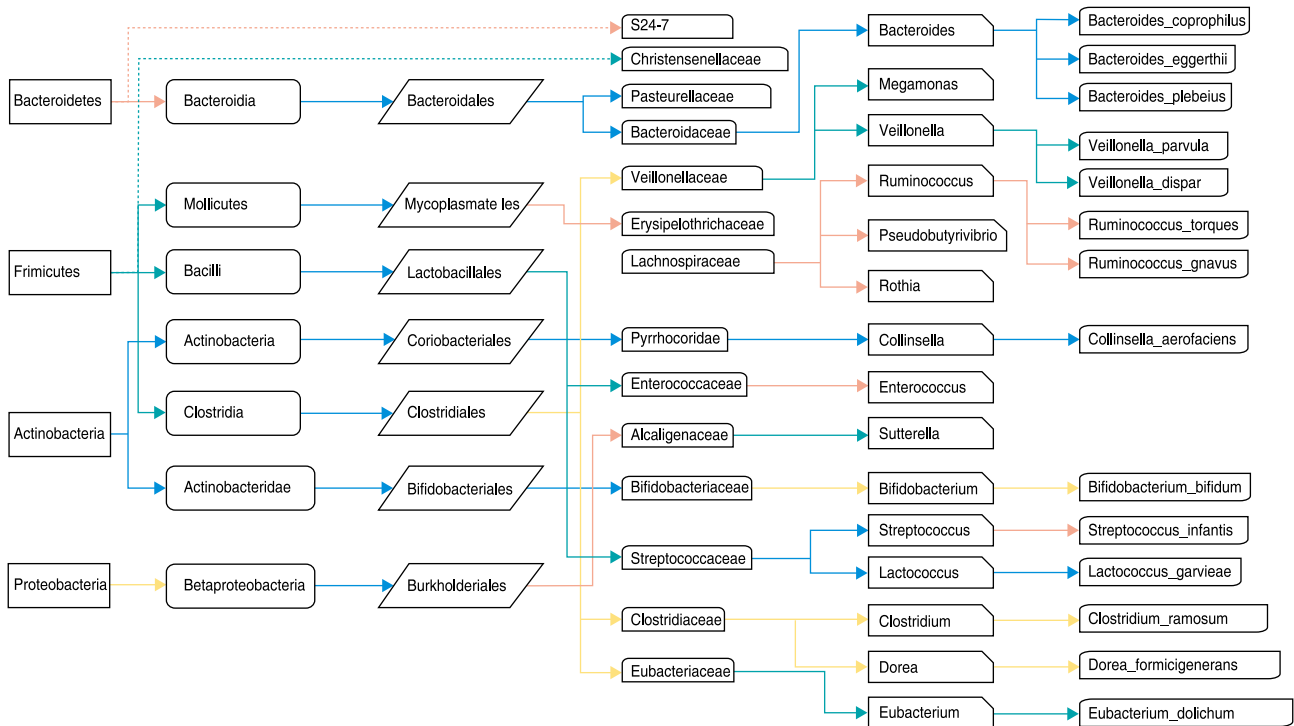 Bacteroidetes
Frimicutes
Actinobacteria
Proteobacteria
Bacteroidia
Mollicutes
Bacilli
Actinobacteria
Clostridia
Actinobacteridae
Betaproteobacteria
Bacteroidales
Mycoplasmate les
Lactobacillales
Coriobacteriales
Clostridiales
Bifidobacteriales
Burkholderiales
S24-7
Christensenellaceae
Pasteurellaceae
Bacteroidaceae
Veillonellaceae
Erysipelothrichaceae
Lachnospiraceae
Pyrrhocoridae
Enterococcaceae
Alcaligenaceae
Bifidobacteriaceae
Streptococcaceae
Clostridiaceae
Eubacteriaceae
Bacteroides
Megamonas
Veillonella
Ruminococcus
Pseudobutyrivibrio
Rothia
Collinsella
Enterococcus
Sutterella
Bifidobacterium
Streptococcus
Lactococcus
Clostridium
Dorea
Eubacterium
Bacteroides_coprophilus
Bacteroides_eggerthii
Bacteroides_plebeius
Veillonella_parvula
Veillonella_dispar
Ruminococcus_torques
Ruminococcus_gnavus
Collinsella_aerofaciens
Bifidobacterium_bifidum
Streptococcus_infantis
Lactococcus_garvieae
Clostridium_ramosum
Dorea_formicigenerans
Eubacterium_dolichum